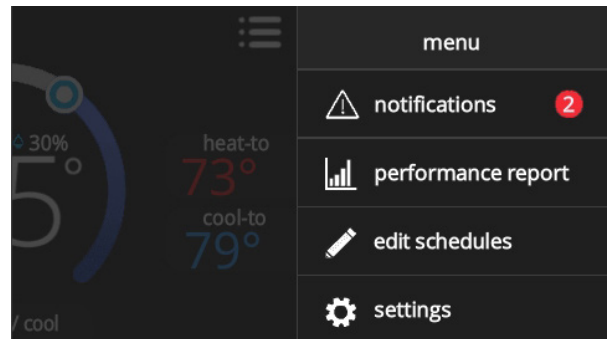 menu
notifications
2
performance report
edit schedules
settings
30%
5°
heat-to
73°
cool-to
79°
/ cool